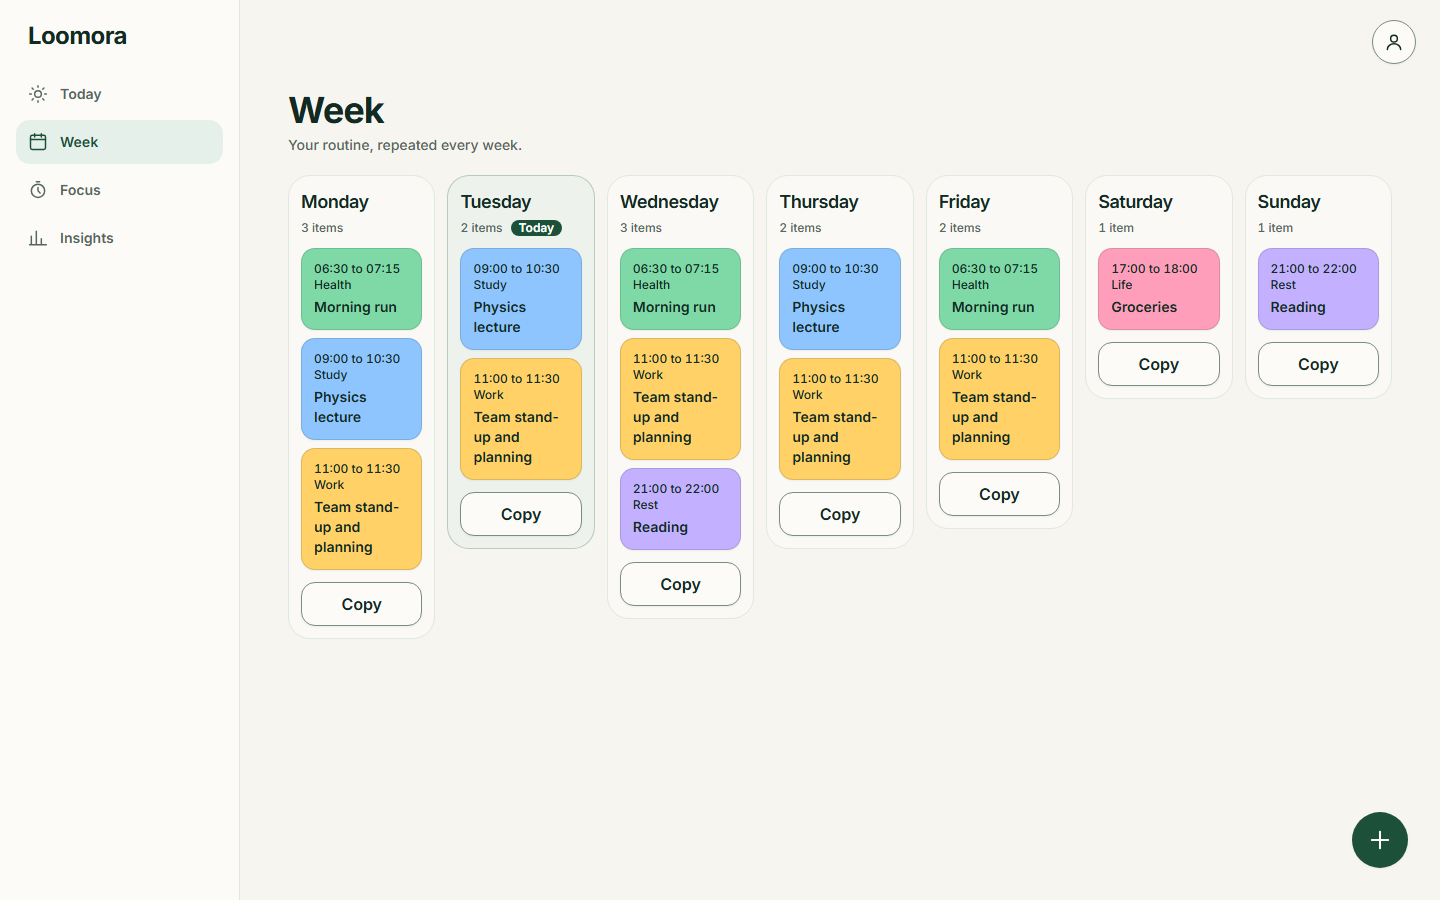 Loomora
Today
Week
Focus
Insights
Week
Your routine, repeated every week.
Monday
3 items
06:30 to 07:15
Health
Morning run
09:00 to 10:30
Study
Physics
lecture
11:00 to 11:30
Work
Team stand-
up and
planning
Copy
Tuesday
2 items Today
09:00 to 10:30
Study
Physics
lecture
11:00 to 11:30
Work
Team stand-
up and
planning
Copy
Wednesday
3 items
06:30 to 07:15
Health
Morning run
11:00 to 11:30
Work
Team stand-
up and
planning
21:00 to 22:00
Rest
Reading
Copy
Thursday
2 items
09:00 to 10:30
Study
Physics
lecture
11:00 to 11:30
Work
Team stand-
up and
planning
Copy
Friday
2 items
06:30 to 07:15
Health
Morning run
11:00 to 11:30
Work
Team stand-
up and
planning
Copy
Saturday
1 item
17:00 to 18:00
Life
Groceries
Copy
Sunday
1 item
21:00 to 22:00
Rest
Reading
Copy